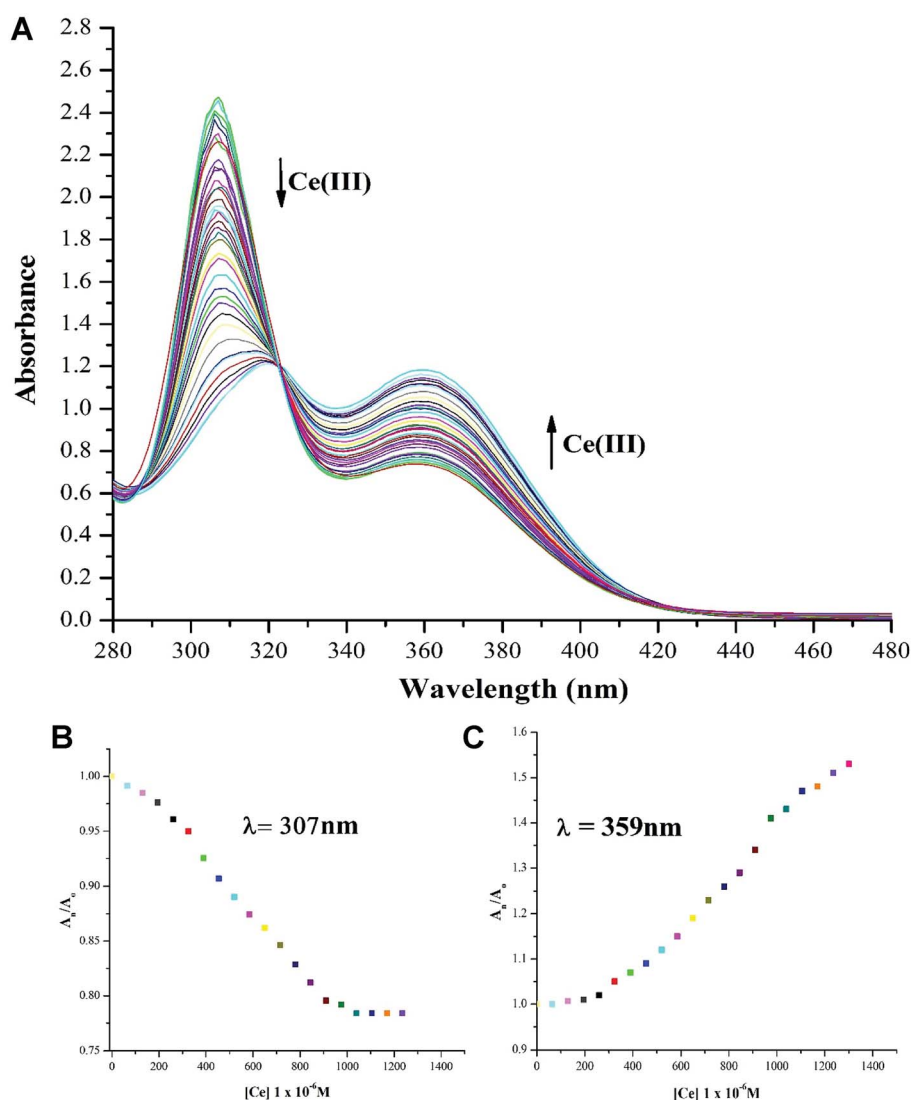 A
2.8
2.6
2.4
2.2
2.0
1.8
1.6
1.4
1.2
1.0
0.8
0.6
0.4
0.2
0.0
Absorbance
Ce(III)
Ce(III)
280 300 320 340 360 380 400 420 440 460 480
Wavelength (nm)
B
1.00
0.95
0.90
0.85
0.80
0.75
Aₙ/Aₒ
λ= 307nm
0 200 400 600 800 1000 1200 1400
[Ce] 1 x 10⁻⁶M
C
1.6
1.5
1.4
1.3
1.2
1.1
1.0
0.9
Aₙ/Aₒ
λ = 359nm
0 200 400 600 800 1000 1200 1400
[Ce] 1 x 10⁻⁶M